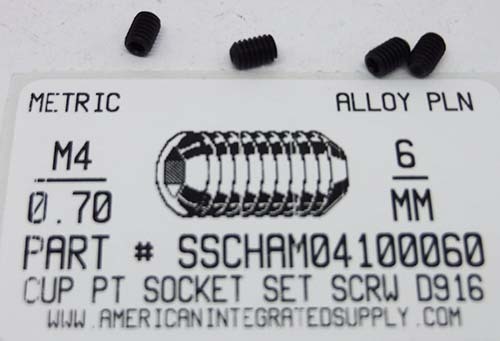 METRIC ALLOY PLN
M4 6
0.70 MM
PART # SSCHAM04100060
CUP PT SOCKET SET SCRW D916
WWW.AMERICANINTEGRATEDSUPPLY.COM